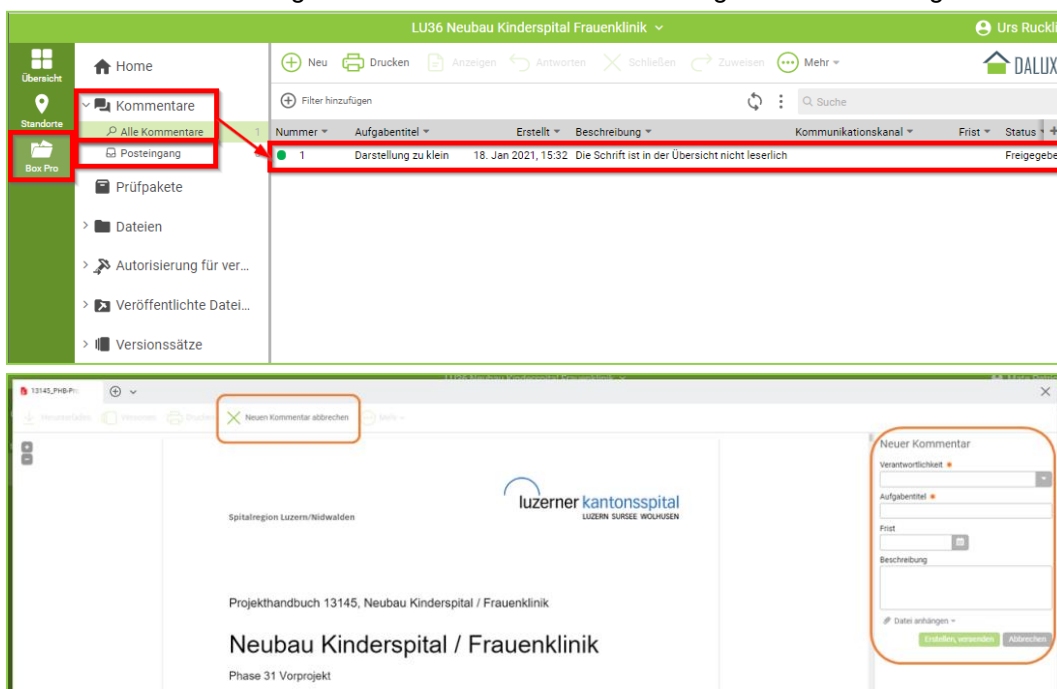 LU36 Neubau Kinderspital Frauenklinik
Urs Ruckli
Übersicht
Standorte
Box Pro
Home
Kommentare
Alle Kommentare 1
Posteingang
Prüfpakete
Dateien
Autorisierung für ver...
Veröffentlichte Datei...
Versionssätze
Neu Drucken Anzeigen Antworten Schließen Zuweisen Mehr
DALUX
Filter hinzufügen
Suche
Nummer Aufgabentitel Erstellt Beschreibung Kommunikationskanal Frist Status
1 Darstellung zu klein 18. Jan 2021, 15:32 Die Schrift ist in der Übersicht nicht leserlich Freigegebe
13145_PHB-Pr
Neuen Kommentar abbrechen
Spitalregion Luzern/Nidwalden
luzerner kantonsspital
LUZERN SURSEE WOLHUSEN
Projekthandbuch 13145, Neubau Kinderspital / Frauenklinik
Neubau Kinderspital / Frauenklinik
Phase 31 Vorprojekt
Neuer Kommentar
Verantwortlichkeit
Aufgabentitel
Frist
Beschreibung
Datei anhängen
Erstellen, versenden Abbrechen